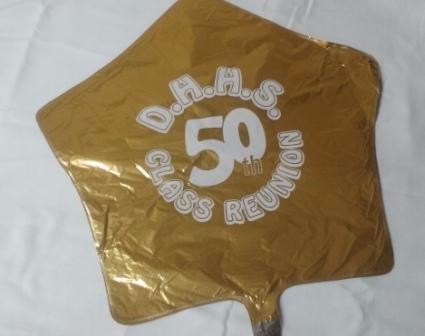 D.H.H.S.
50th
CLASS REUNION